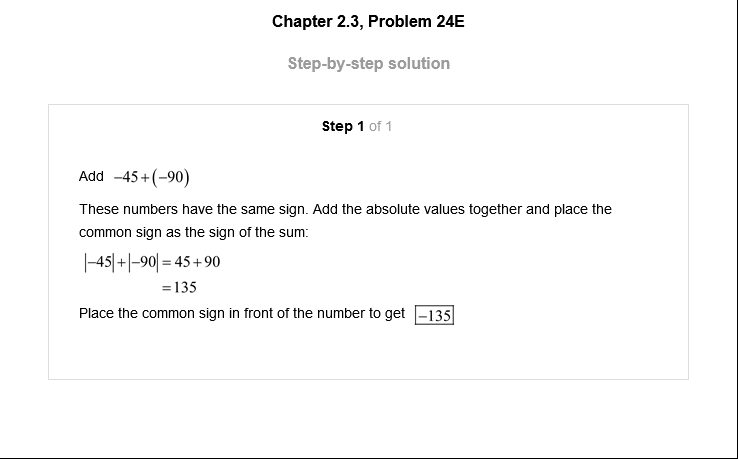 Chapter 2.3, Problem 24E
Step-by-step solution
Step 1 of 1
Add −45+(−90)
These numbers have the same sign. Add the absolute values together and place the
common sign as the sign of the sum:
|−45|+|−90| = 45+90
=135
Place the common sign in front of the number to get −135